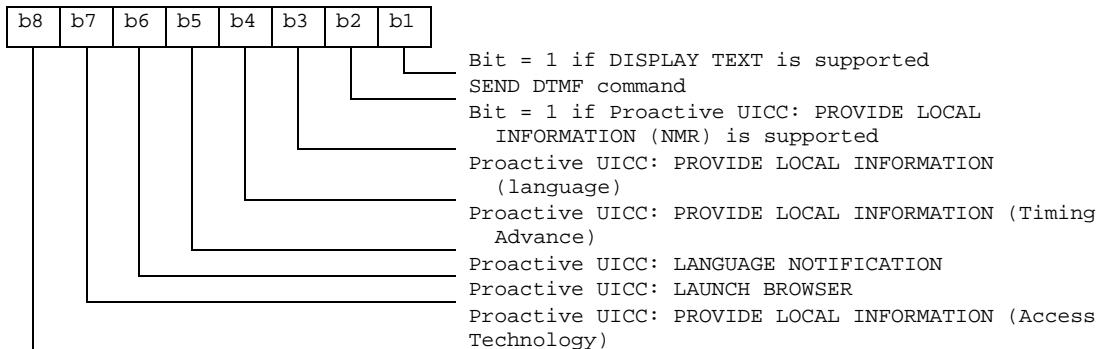 b8 b7 b6 b5 b4 b3 b2 b1
Bit = 1 if DISPLAY TEXT is supported
SEND DTMF command
Bit = 1 if Proactive UICC: PROVIDE LOCAL
INFORMATION (NMR) is supported
Proactive UICC: PROVIDE LOCAL INFORMATION
(language)
Proactive UICC: PROVIDE LOCAL INFORMATION (Timing
Advance)
Proactive UICC: LANGUAGE NOTIFICATION
Proactive UICC: LAUNCH BROWSER
Proactive UICC: PROVIDE LOCAL INFORMATION (Access
Technology)